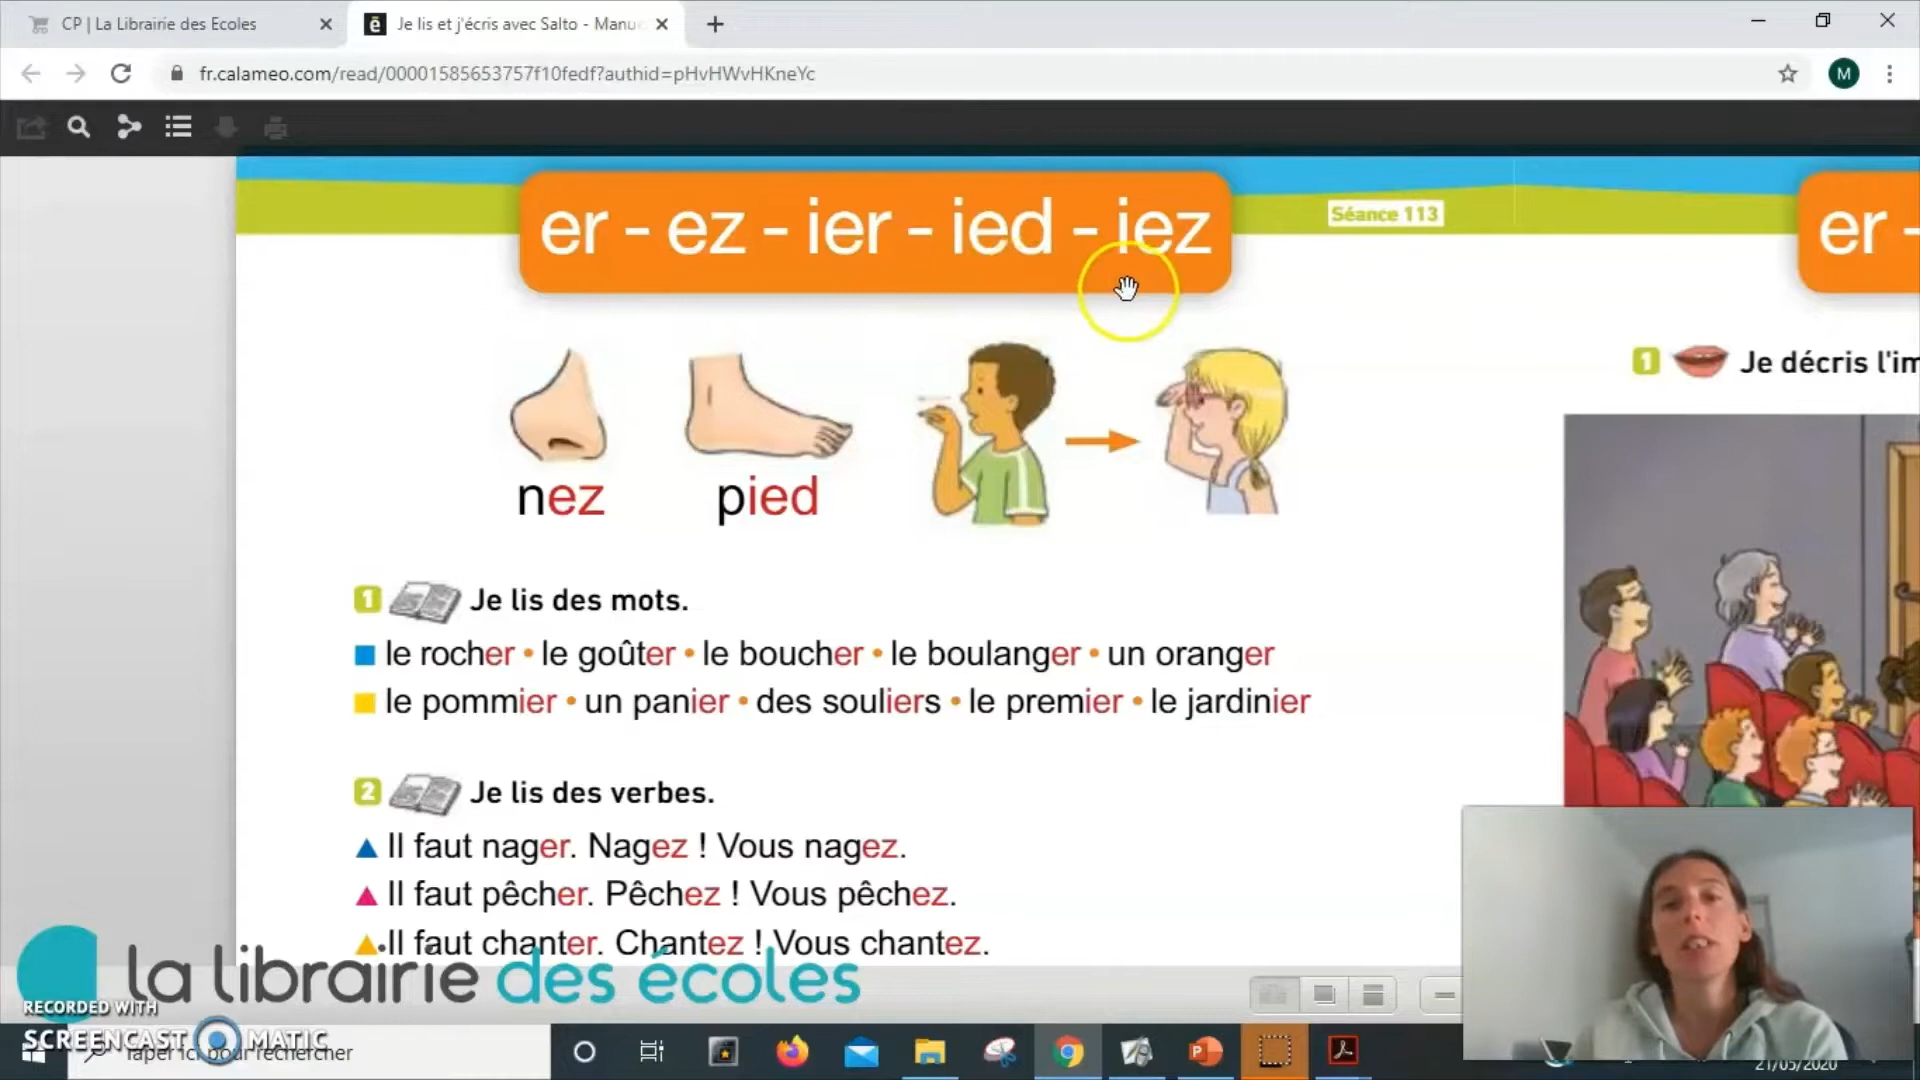 CP | La Librairie des Ecoles
Je lis et j'écris avec Salto - Manu
fr.calameo.com/read/00001585653757f10fedf?authid=pHvHWvHKneYc
M
er - ez - ier - ied - iez
Séance 113
er -
nez
pied
1 Je décris l'im
1 Je lis des mots.
le rocher • le goûter • le boucher • le boulanger • un oranger
le pommier • un panier • des souliers • le premier • le jardinier
2 Je lis des verbes.
Il faut nager. Nagez ! Vous nagez.
Il faut pêcher. Pêchez ! Vous pêchez.
Il faut chanter. Chantez ! Vous chantez.
la librairie des écoles
RECORDED WITH
SCREENCAST MATIC
Taper ici pour rechercher
21/05/2020